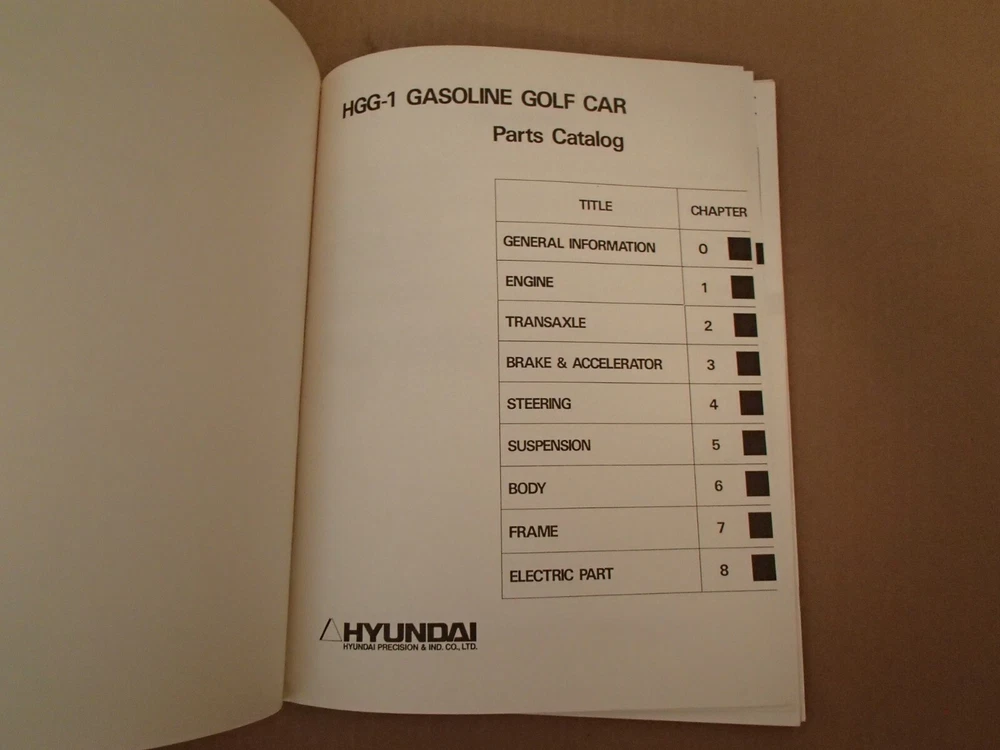 HGG-1 GASOLINE GOLF CAR
Parts Catalog
TITLE CHAPTER
GENERAL INFORMATION 0
ENGINE 1
TRANSAXLE 2
BRAKE & ACCELERATOR 3
STEERING 4
SUSPENSION 5
BODY 6
FRAME 7
ELECTRIC PART 8
HYUNDAI
HYUNDAI PRECISION & IND. CO., LTD.